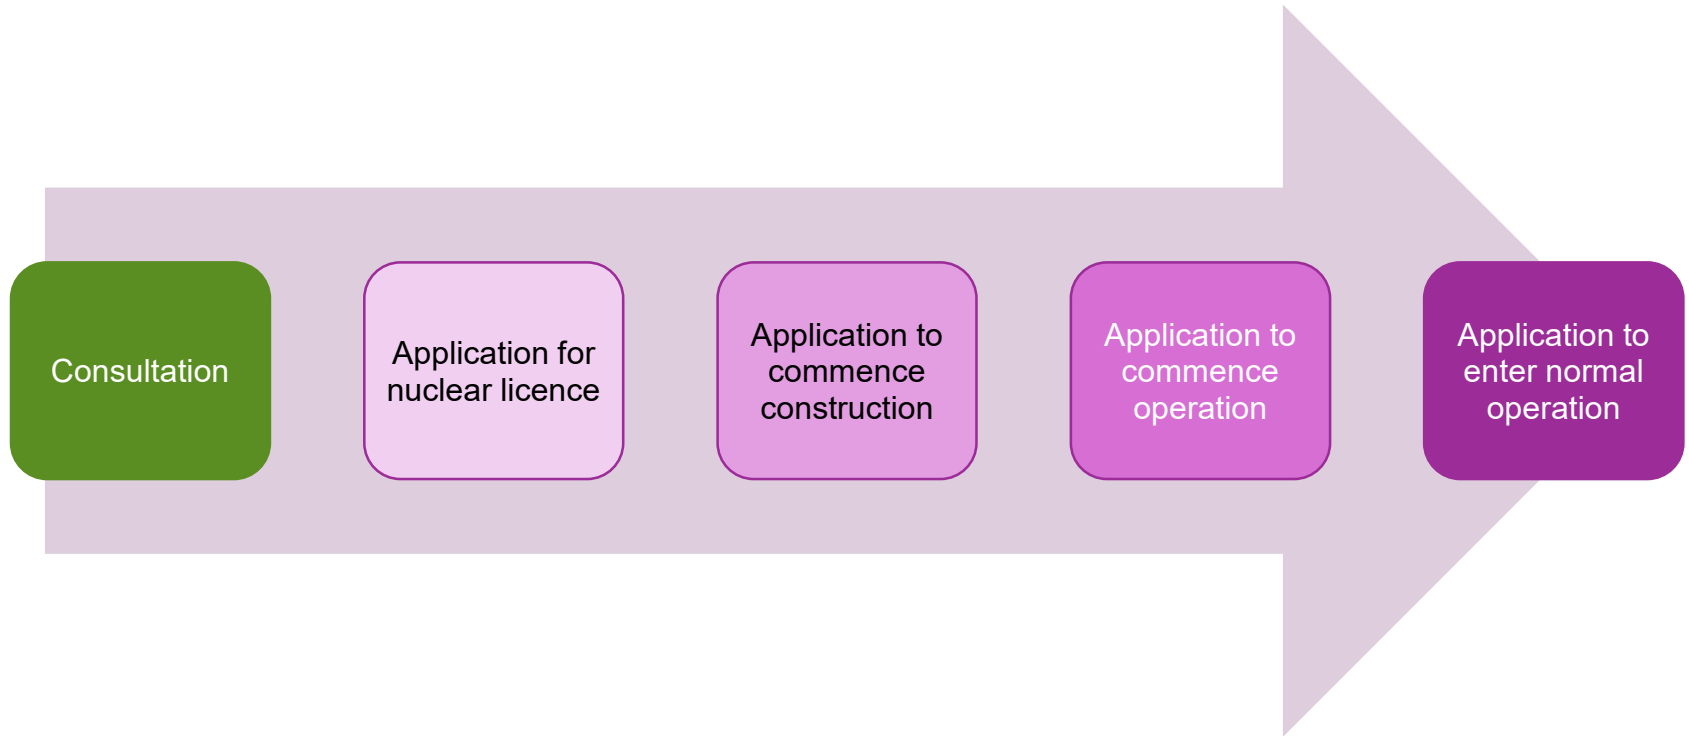 Consultation
Application for
nuclear licence
Application to
commence
construction
Application to
commence
operation
Application to
enter normal
operation